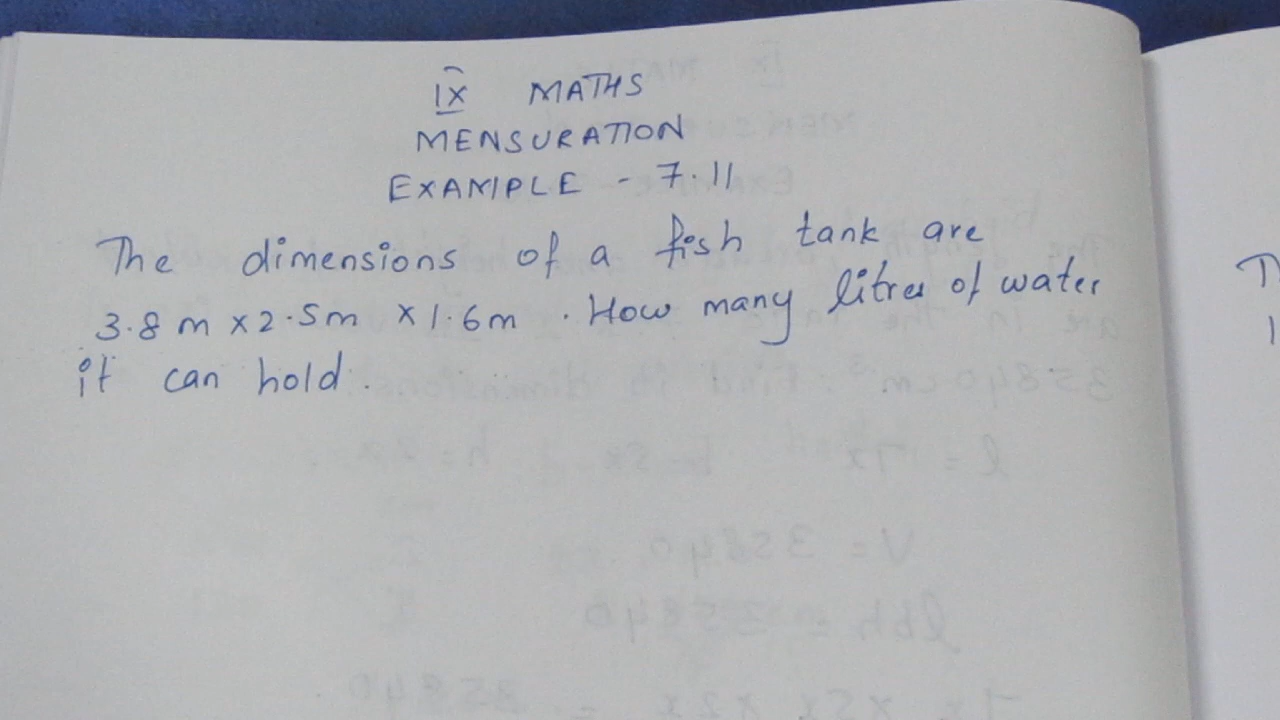 IX MATHS
MENSURATION
EXAMPLE - 7.11
The dimensions of a fish tank are
3.8 m x 2.5m x 1.6m . How many litres of water
it can hold.